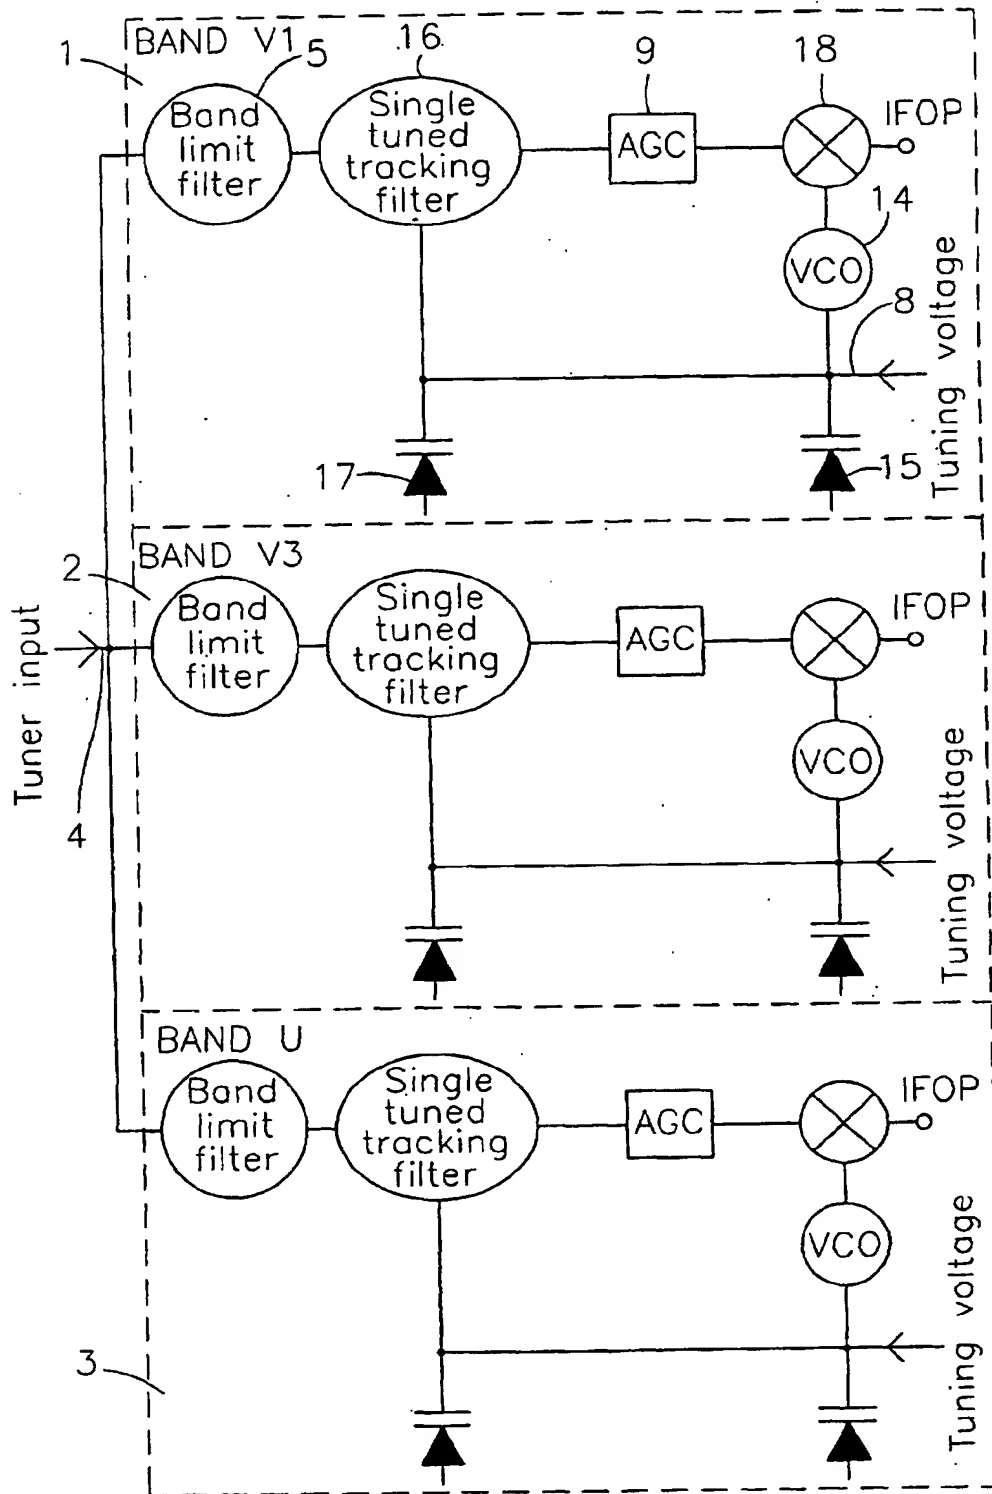 BAND V1
1
5
16
9
18
Band
limit
filter
Single
tuned
tracking
filter
AGC
IFOP
14
VCO
8
Tuning voltage
17
15
BAND V3
2
Band
limit
filter
Single
tuned
tracking
filter
AGC
IFOP
VCO
Tuning voltage
Tuner input
4
BAND U
Band
limit
filter
Single
tuned
tracking
filter
AGC
IFOP
VCO
Tuning voltage
3